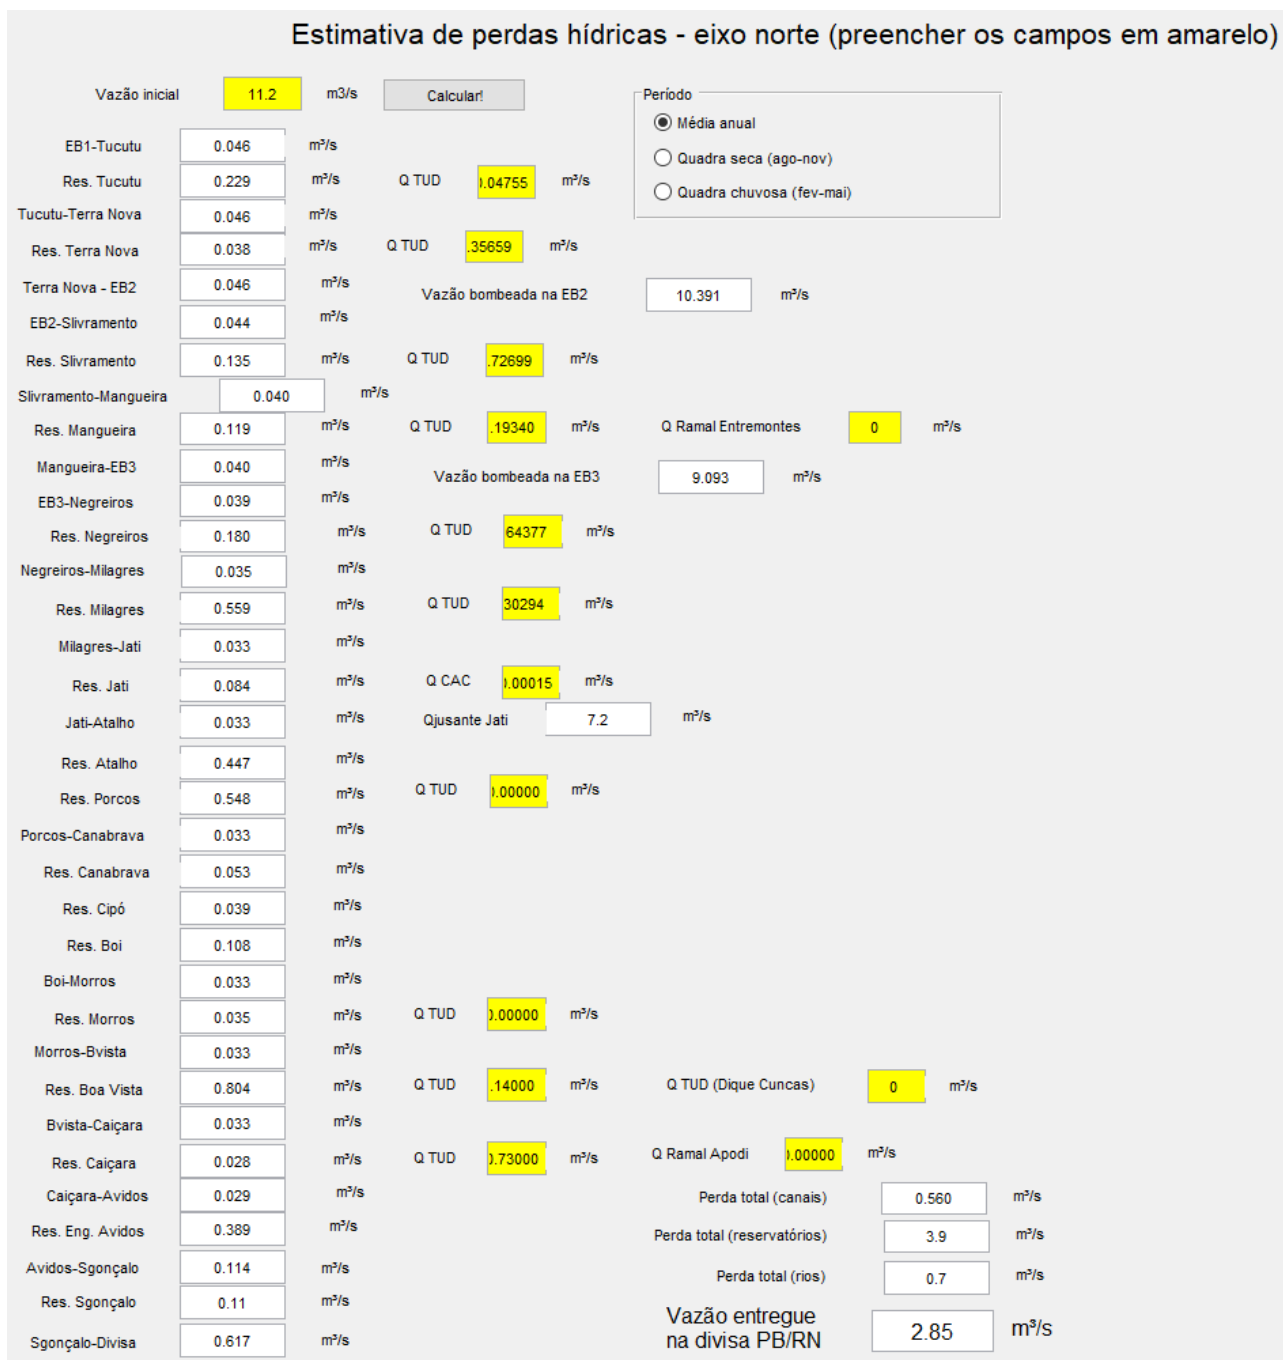 Estimativa de perdas hídricas - eixo norte (preencher os campos em amarelo)
Vazão inicial 11.2 m3/s Calcular!
Período
Média anual
Quadra seca (ago-nov)
Quadra chuvosa (fev-mai)
EB1-Tucutu 0.046 m³/s
Res. Tucutu 0.229 m³/s Q TUD ).04755 m³/s
Tucutu-Terra Nova 0.046 m³/s
Res. Terra Nova 0.038 m³/s Q TUD .35659 m³/s
Terra Nova - EB2 0.046 m³/s Vazão bombeada na EB2 10.391 m³/s
EB2-Slivramento 0.044 m³/s
Res. Slivramento 0.135 m³/s Q TUD .72699 m³/s
Slivramento-Mangueira 0.040 m³/s
Res. Mangueira 0.119 m³/s Q TUD .19340 m³/s Q Ramal Entremontes 0 m³/s
Mangueira-EB3 0.040 m³/s Vazão bombeada na EB3 9.093 m³/s
EB3-Negreiros 0.039 m³/s
Res. Negreiros 0.180 m³/s Q TUD 64377 m³/s
Negreiros-Milagres 0.035 m³/s
Res. Milagres 0.559 m³/s Q TUD 30294 m³/s
Milagres-Jati 0.033 m³/s
Res. Jati 0.084 m³/s Q CAC ).00015 m³/s
Jati-Atalho 0.033 m³/s Qjusante Jati 7.2 m³/s
Res. Atalho 0.447 m³/s
Res. Porcos 0.548 m³/s Q TUD ).00000 m³/s
Porcos-Canabrava 0.033 m³/s
Res. Canabrava 0.053 m³/s
Res. Cipó 0.039 m³/s
Res. Boi 0.108 m³/s
Boi-Morros 0.033 m³/s
Res. Morros 0.035 m³/s Q TUD ).00000 m³/s
Morros-Bvista 0.033 m³/s
Res. Boa Vista 0.804 m³/s Q TUD .14000 m³/s Q TUD (Dique Cuncas) 0 m³/s
Bvista-Caiçara 0.033 m³/s
Res. Caiçara 0.028 m³/s Q TUD ).73000 m³/s Q Ramal Apodi ).00000 m³/s
Caiçara-Avidos 0.029 m³/s Perda total (canais) 0.560 m³/s
Res. Eng. Avidos 0.389 m³/s Perda total (reservatórios) 3.9 m³/s
Avidos-Sgonçalo 0.114 m³/s Perda total (rios) 0.7 m³/s
Res. Sgonçalo 0.11 m³/s
Sgonçalo-Divisa 0.617 m³/s
Vazão entregue
na divisa PB/RN 2.85 m³/s